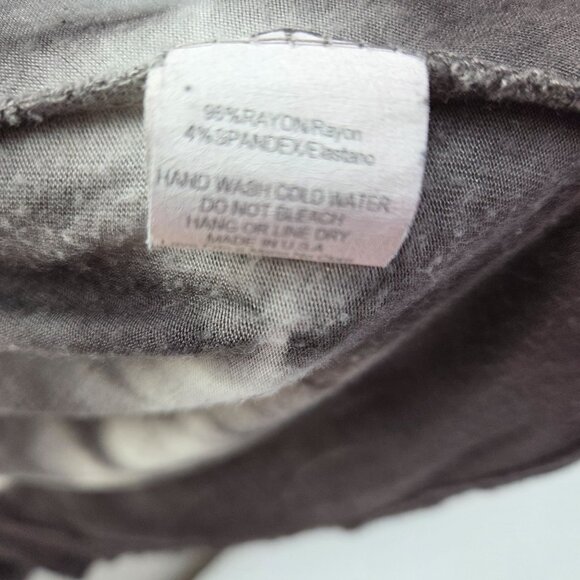 96%RAYON/Rayon
4%SPANDEX/Elastano
HAND WASH COLD WATER
DO NOT BLEACH
HANG OR LINE DRY
MADE IN U.S.A